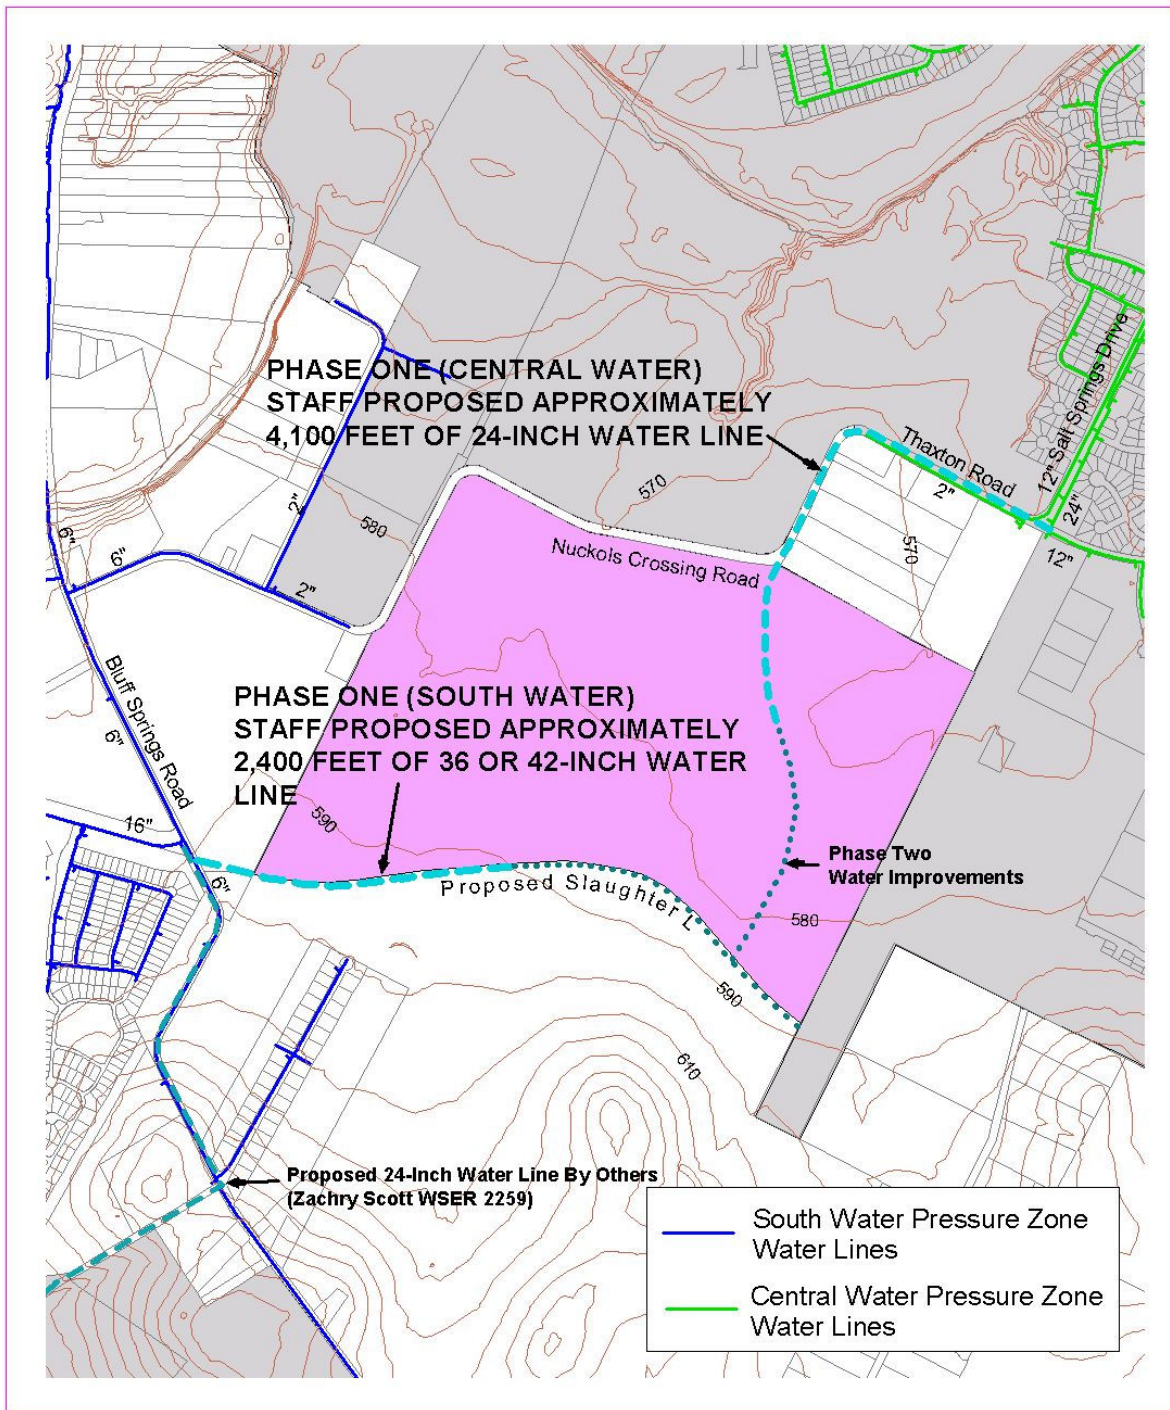 PHASE ONE (CENTRAL WATER)
STAFF PROPOSED APPROXIMATELY
4,100 FEET OF 24-INCH WATER LINE
Thaxton Road
2"
12" Salt Springs Drive
24"
12"
570
570
580
2"
6"
6"
2"
Nuckols Crossing Road
Bluff Springs Road
6"
PHASE ONE (SOUTH WATER)
STAFF PROPOSED APPROXIMATELY
2,400 FEET OF 36 OR 42-INCH WATER
LINE
590
16"
6"
Proposed Slaughter L
Phase Two
Water Improvements
580
590
610
Proposed 24-Inch Water Line By Others
(Zachry Scott WSER 2259)
South Water Pressure Zone
Water Lines
Central Water Pressure Zone
Water Lines